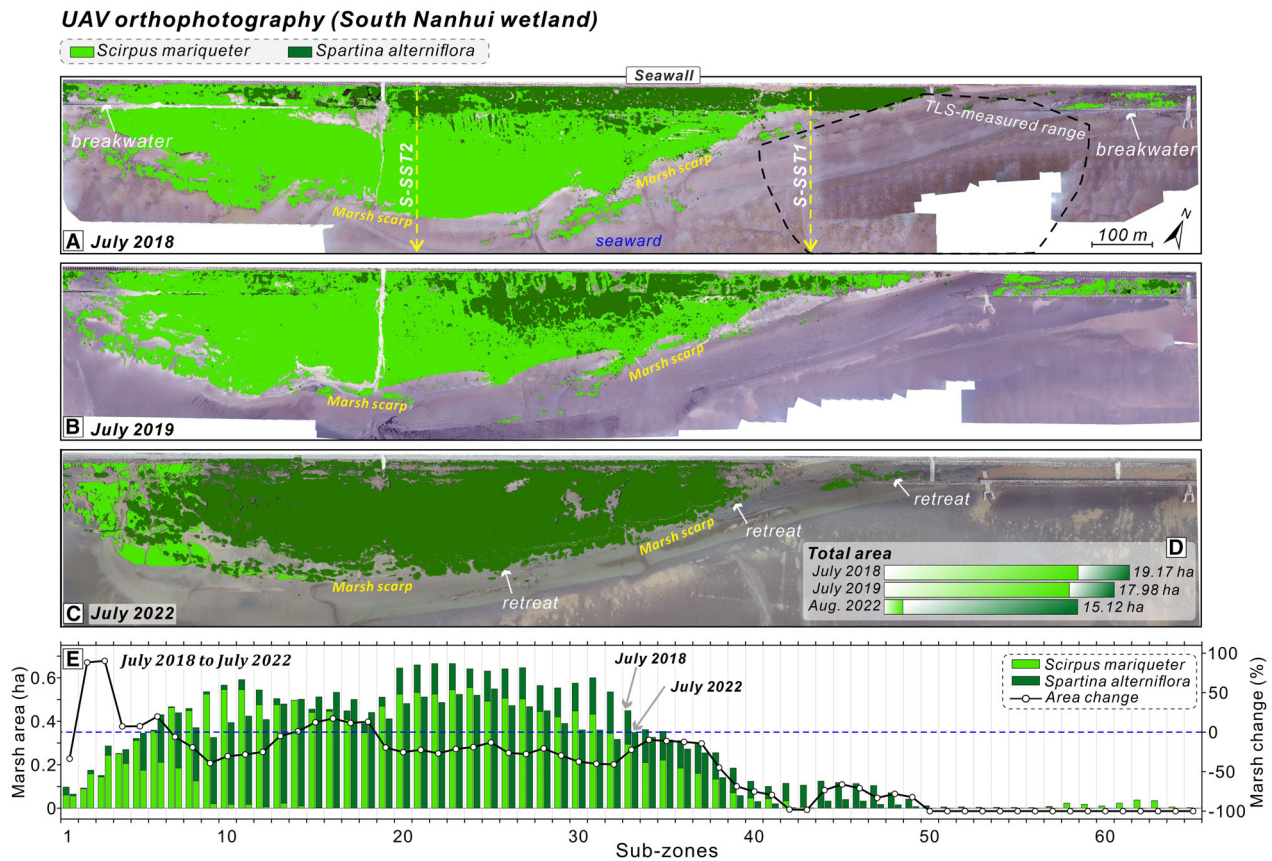 UAV orthophotography (South Nanhui wetland)
Scirpus mariqueter Spartina alterniflora
Seawall
breakwater
S-SST2
Marsh scarp
Marsh scarp
S-SST1
TLS-measured range
breakwater
seaward
N
100 m
A July 2018
Marsh scarp
Marsh scarp
B July 2019
retreat
retreat
Marsh scarp
Marsh scarp
retreat
C July 2022
D
Total area
July 2018 19.17 ha
July 2019 17.98 ha
Aug. 2022 15.12 ha
E July 2018 to July 2022
July 2018
July 2022
Scirpus mariqueter
Spartina alterniflora
Area change
Marsh area (ha)
0.6
0.4
0.2
0
100
50
0
-50
-100
Marsh change (%)
1 10 20 30 40 50 60
Sub-zones